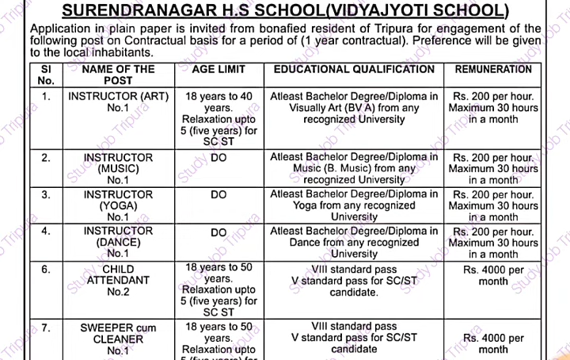 SURENDRANAGAR H.S SCHOOL(VIDYAJYOTI SCHOOL)
Application in plain paper is invited from bonafied resident of Tripura for engagement of
following post on Contractual basis for a period of (1 year contractual). Preference will be given
to the local inhabitants.
SI No. NAME OF THE POST AGE LIMIT EDUCATIONAL QUALIFICATION REMUNERATION
1. INSTRUCTOR (ART) 18 years to 40 Atleast Bachelor Degree/Diploma in Rs. 200 per hour.
No.1 years. Visual Art (BV A) from any Maximum 30 hours
Relaxation upto recognized University in a month
5 (five years) for
SC ST
2. INSTRUCTOR DO Atleast Bachelor Degree/Diploma in Rs. 200 per hour.
(MUSIC) Music (B. Music) from any Maximum 30 hours
No.1 recognized University in a month
3. INSTRUCTOR DO Atleast Bachelor Degree/Diploma in Rs. 200 per hour.
(YOGA) Yoga from any recognized Maximum 30 hours
No.1 University in a month
4. INSTRUCTOR DO Atleast Bachelor Degree/Diploma in Rs. 200 per hour.
(DANCE) Dance from any recognized Maximum 30 hours
No.1 University in a month
6. CHILD 18 years to 50 VIII standard pass Rs. 4000 per
ATTENDANT years. V standard pass for SC/ST month
No.2 Relaxation upto candidate.
5 (five years) for
SC ST
7. SWEEPER cum 18 years to 50 VIII standard pass
CLEANER years. V standard pass for SC/ST Rs. 4000 per
No.1 Relaxation upto candidate month
5 (five years) for
Study Job Tripura